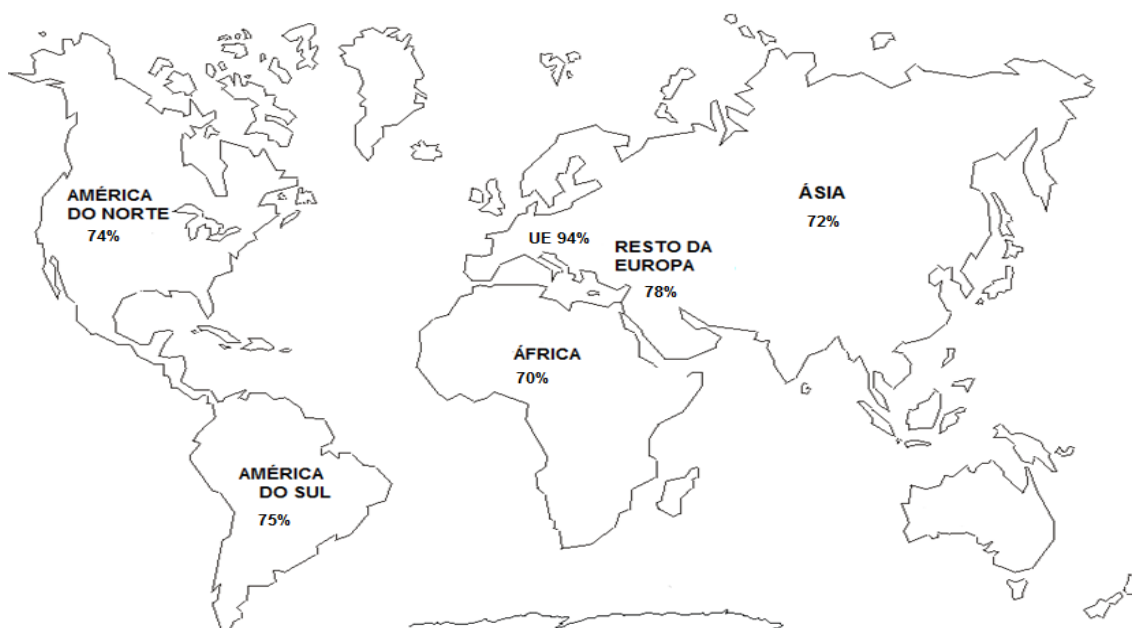 AMÉRICA
DO NORTE
74%
ÁSIA
72%
UE 94%
RESTO DA
EUROPA
78%
ÁFRICA
70%
AMÉRICA
DO SUL
75%